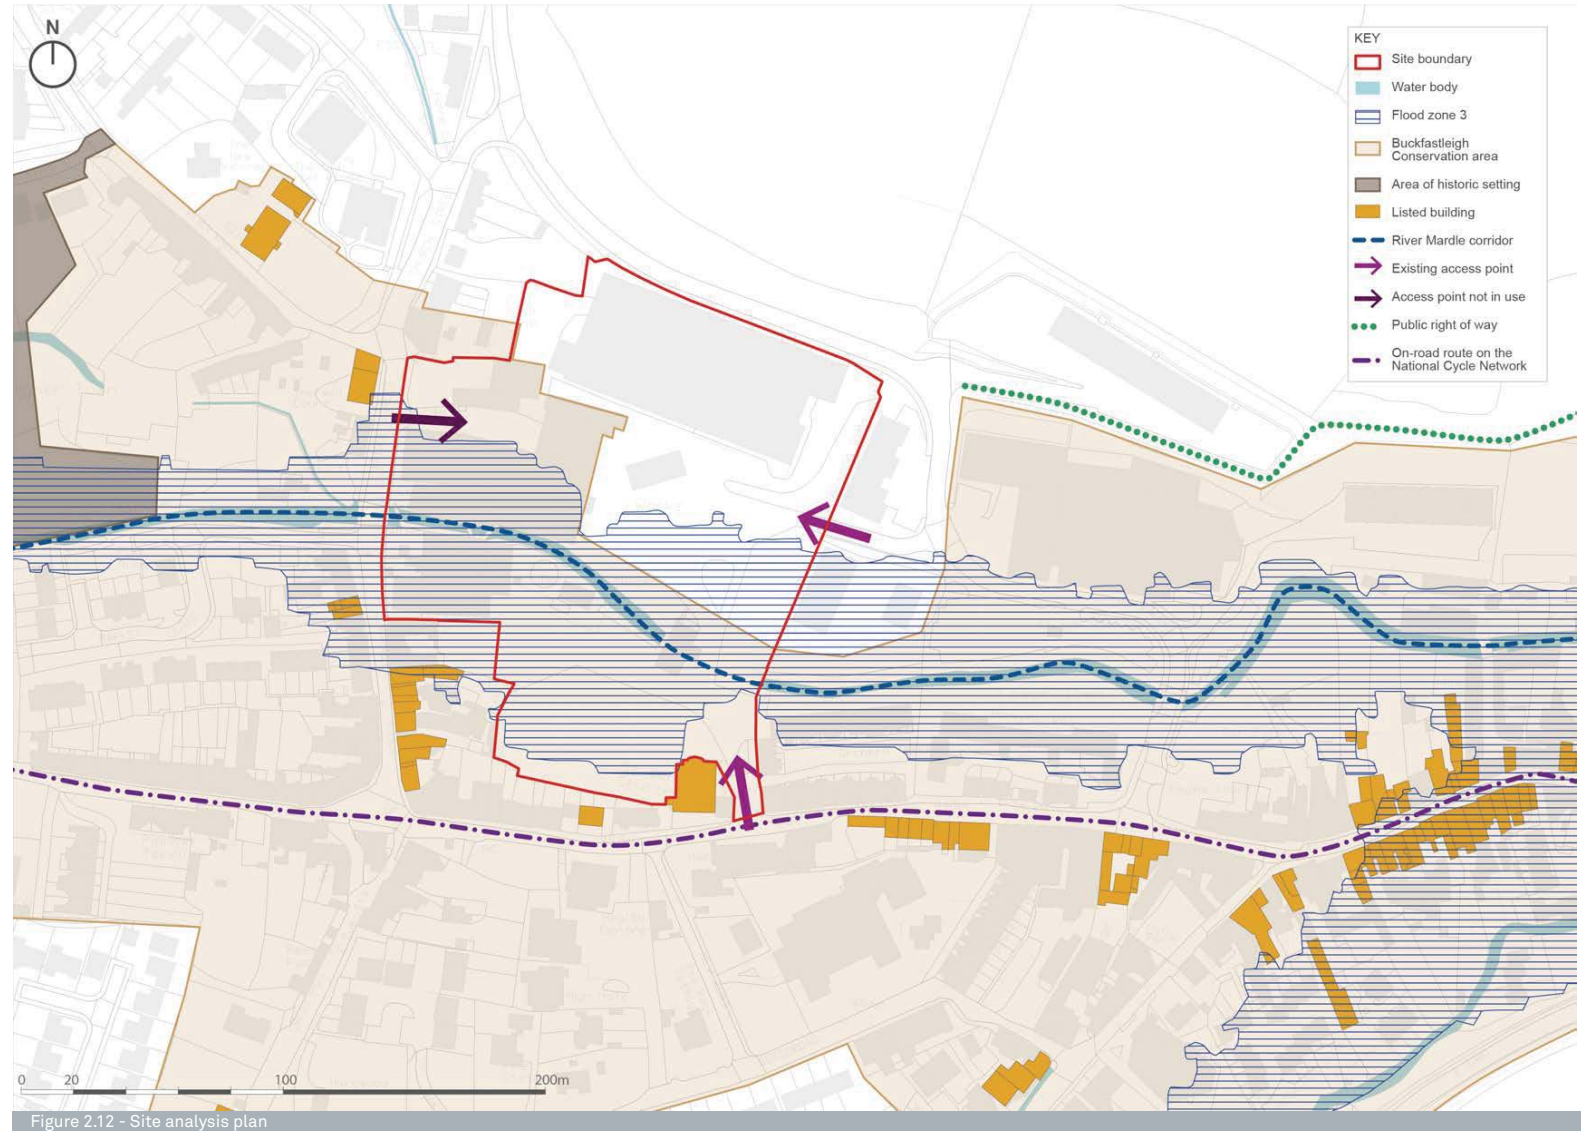 N
KEY
Site boundary
Water body
Flood zone 3
Buckfastleigh
Conservation area
Area of historic setting
Listed building
River Mardle corridor
Existing access point
Access point not in use
Public right of way
On-road route on the
National Cycle Network
0 20 100 200m
Figure 2.12 - Site analysis plan